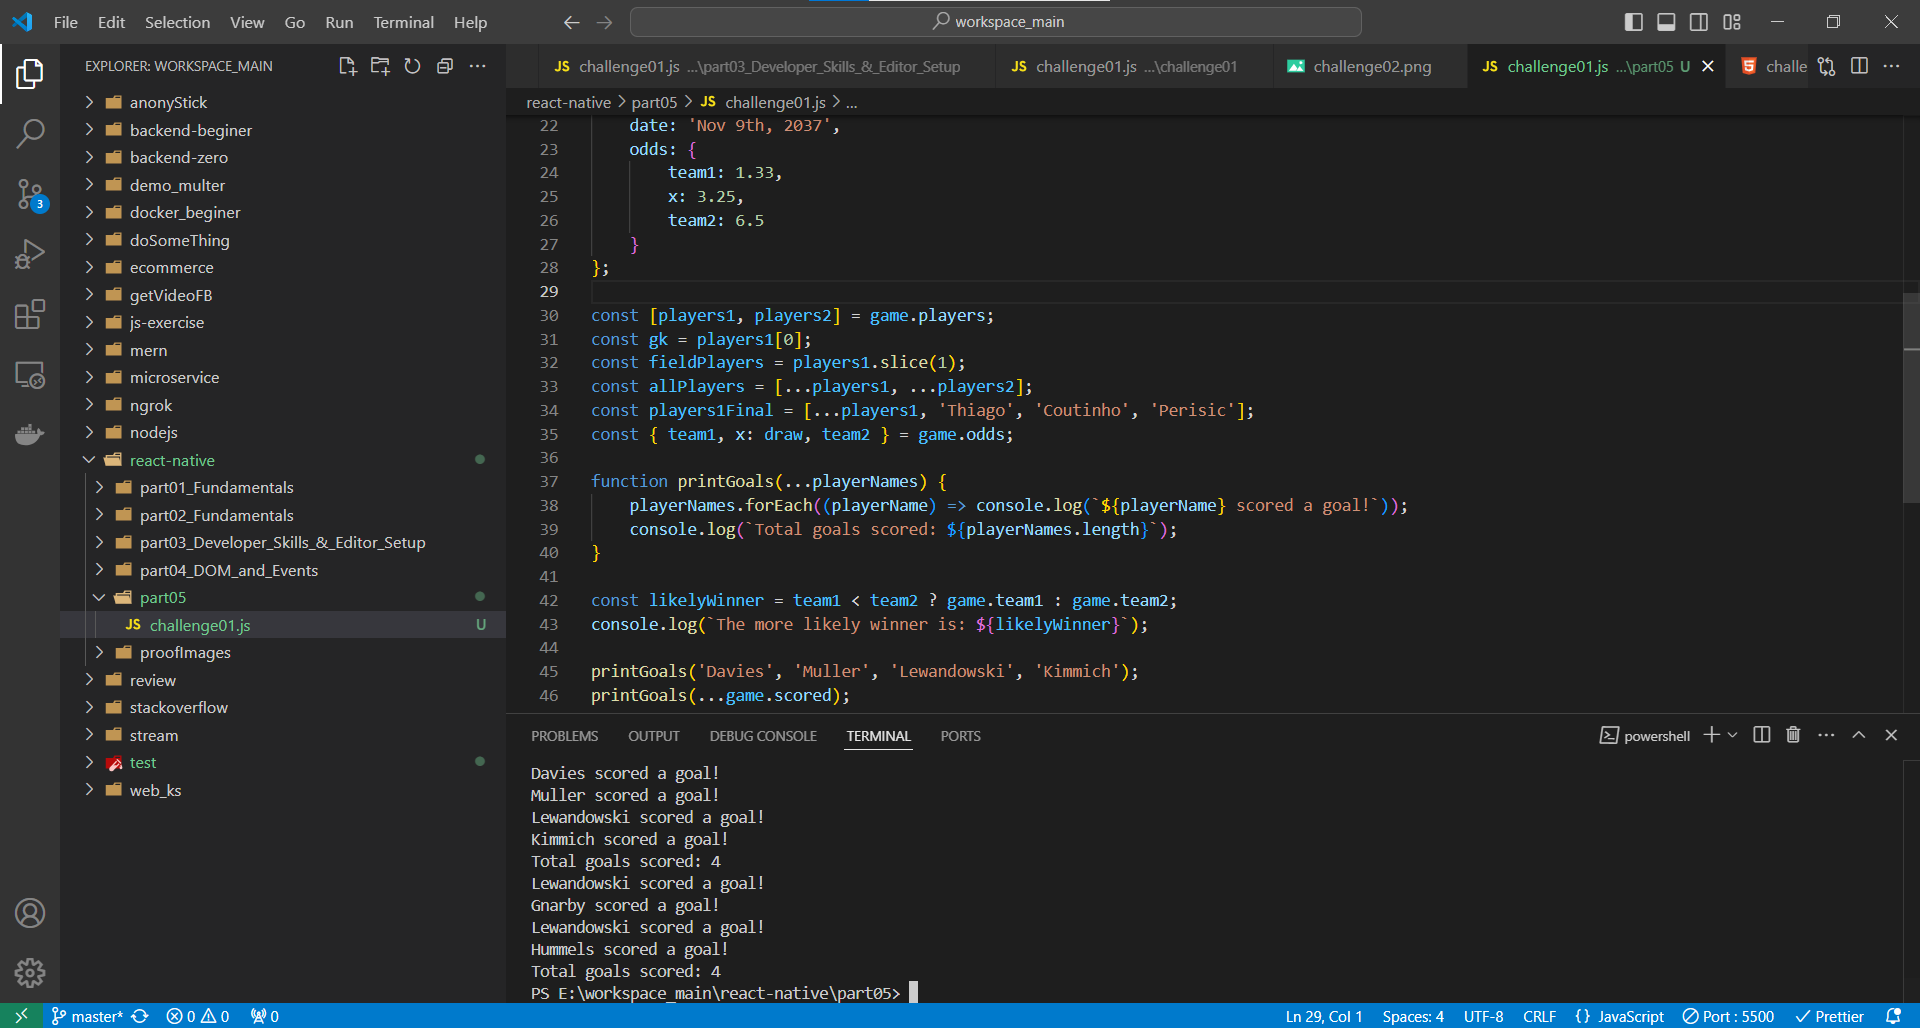 File Edit Selection View Go Run Terminal Help
workspace_main
EXPLORER: WORKSPACE_MAIN
anonyStick
backend-beginer
backend-zero
demo_multer
docker_beginer
doSomeThing
ecommerce
getVideoFB
js-exercise
mern
microservice
ngrok
nodejs
react-native
part01_Fundamentals
part02_Fundamentals
part03_Developer_Skills_&_Editor_Setup
part04_DOM_and_Events
part05
JS challenge01.js U
proofImages
review
stackoverflow
stream
test
web_ks
3
JS challenge01.js ...\part03_Developer_Skills_&_Editor_Setup
JS challenge01.js ...\challenge01
challenge02.png
JS challenge01.js ...\part05 U
challe
react-native > part05 > JS challenge01.js > ...
22 date: 'Nov 9th, 2037',
23 odds: {
24 team1: 1.33,
25 x: 3.25,
26 team2: 6.5
27 }
28 };
29
30 const [players1, players2] = game.players;
31 const gk = players1[0];
32 const fieldPlayers = players1.slice(1);
33 const allPlayers = [...players1, ...players2];
34 const players1Final = [...players1, 'Thiago', 'Coutinho', 'Perisic'];
35 const { team1, x: draw, team2 } = game.odds;
36
37 function printGoals(...playerNames) {
38 playerNames.forEach((playerName) => console.log(`${playerName} scored a goal!`));
39 console.log(`Total goals scored: ${playerNames.length}`);
40 }
41
42 const likelyWinner = team1 < team2 ? game.team1 : game.team2;
43 console.log(`The more likely winner is: ${likelyWinner}`);
44
45 printGoals('Davies', 'Muller', 'Lewandowski', 'Kimmich');
46 printGoals(...game.scored);
PROBLEMS OUTPUT DEBUG CONSOLE TERMINAL PORTS
powershell
Davies scored a goal!
Muller scored a goal!
Lewandowski scored a goal!
Kimmich scored a goal!
Total goals scored: 4
Lewandowski scored a goal!
Gnarby scored a goal!
Lewandowski scored a goal!
Hummels scored a goal!
Total goals scored: 4
PS E:\workspace_main\react-native\part05>
master* 0 0 0
Ln 29, Col 1 Spaces: 4 UTF-8 CRLF {} JavaScript Port : 5500 Prettier